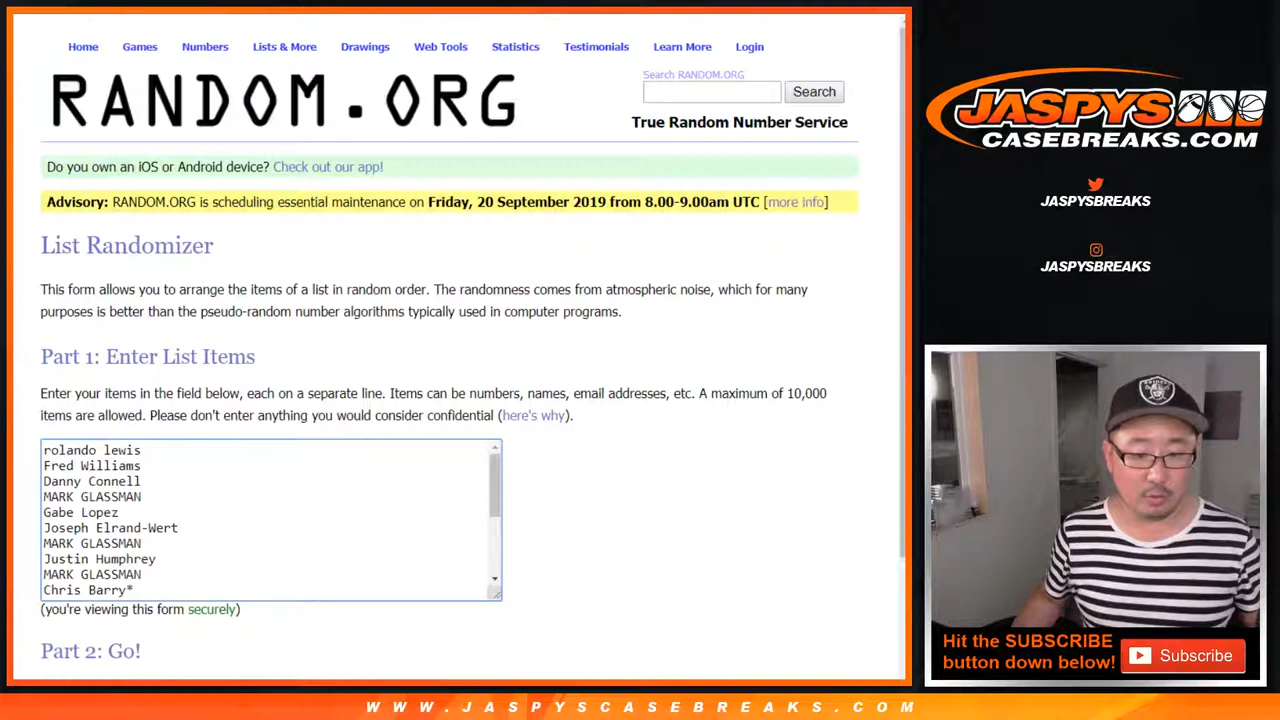 Home Games Numbers Lists & More Drawings Web Tools Statistics Testimonials Learn More Login
RANDOM.ORG
Search RANDOM.ORG
Search
True Random Number Service
Do you own an iOS or Android device? Check out our app!
Advisory: RANDOM.ORG is scheduling essential maintenance on Friday, 20 September 2019 from 8.00-9.00am UTC [more info]
List Randomizer
This form allows you to arrange the items of a list in random order. The randomness comes from atmospheric noise, which for many
purposes is better than the pseudo-random number algorithms typically used in computer programs.
Part 1: Enter List Items
Enter your items in the field below, each on a separate line. Items can be numbers, names, email addresses, etc. A maximum of 10,000
items are allowed. Please don't enter anything you would consider confidential (here's why).
rolando lewis
Fred Williams
Danny Connell
MARK GLASSMAN
Gabe Lopez
Joseph Elrand-Wert
MARK GLASSMAN
Justin Humphrey
MARK GLASSMAN
Chris Barry*
(you're viewing this form securely)
Part 2: Go!
JASPYS
CASEBREAKS.COM
JASPYSBREAKS
JASPYSBREAKS
RAIDERS
Hit the SUBSCRIBE
button down below!
Subscribe
WWW.JASPYSCASEBREAKS.COM